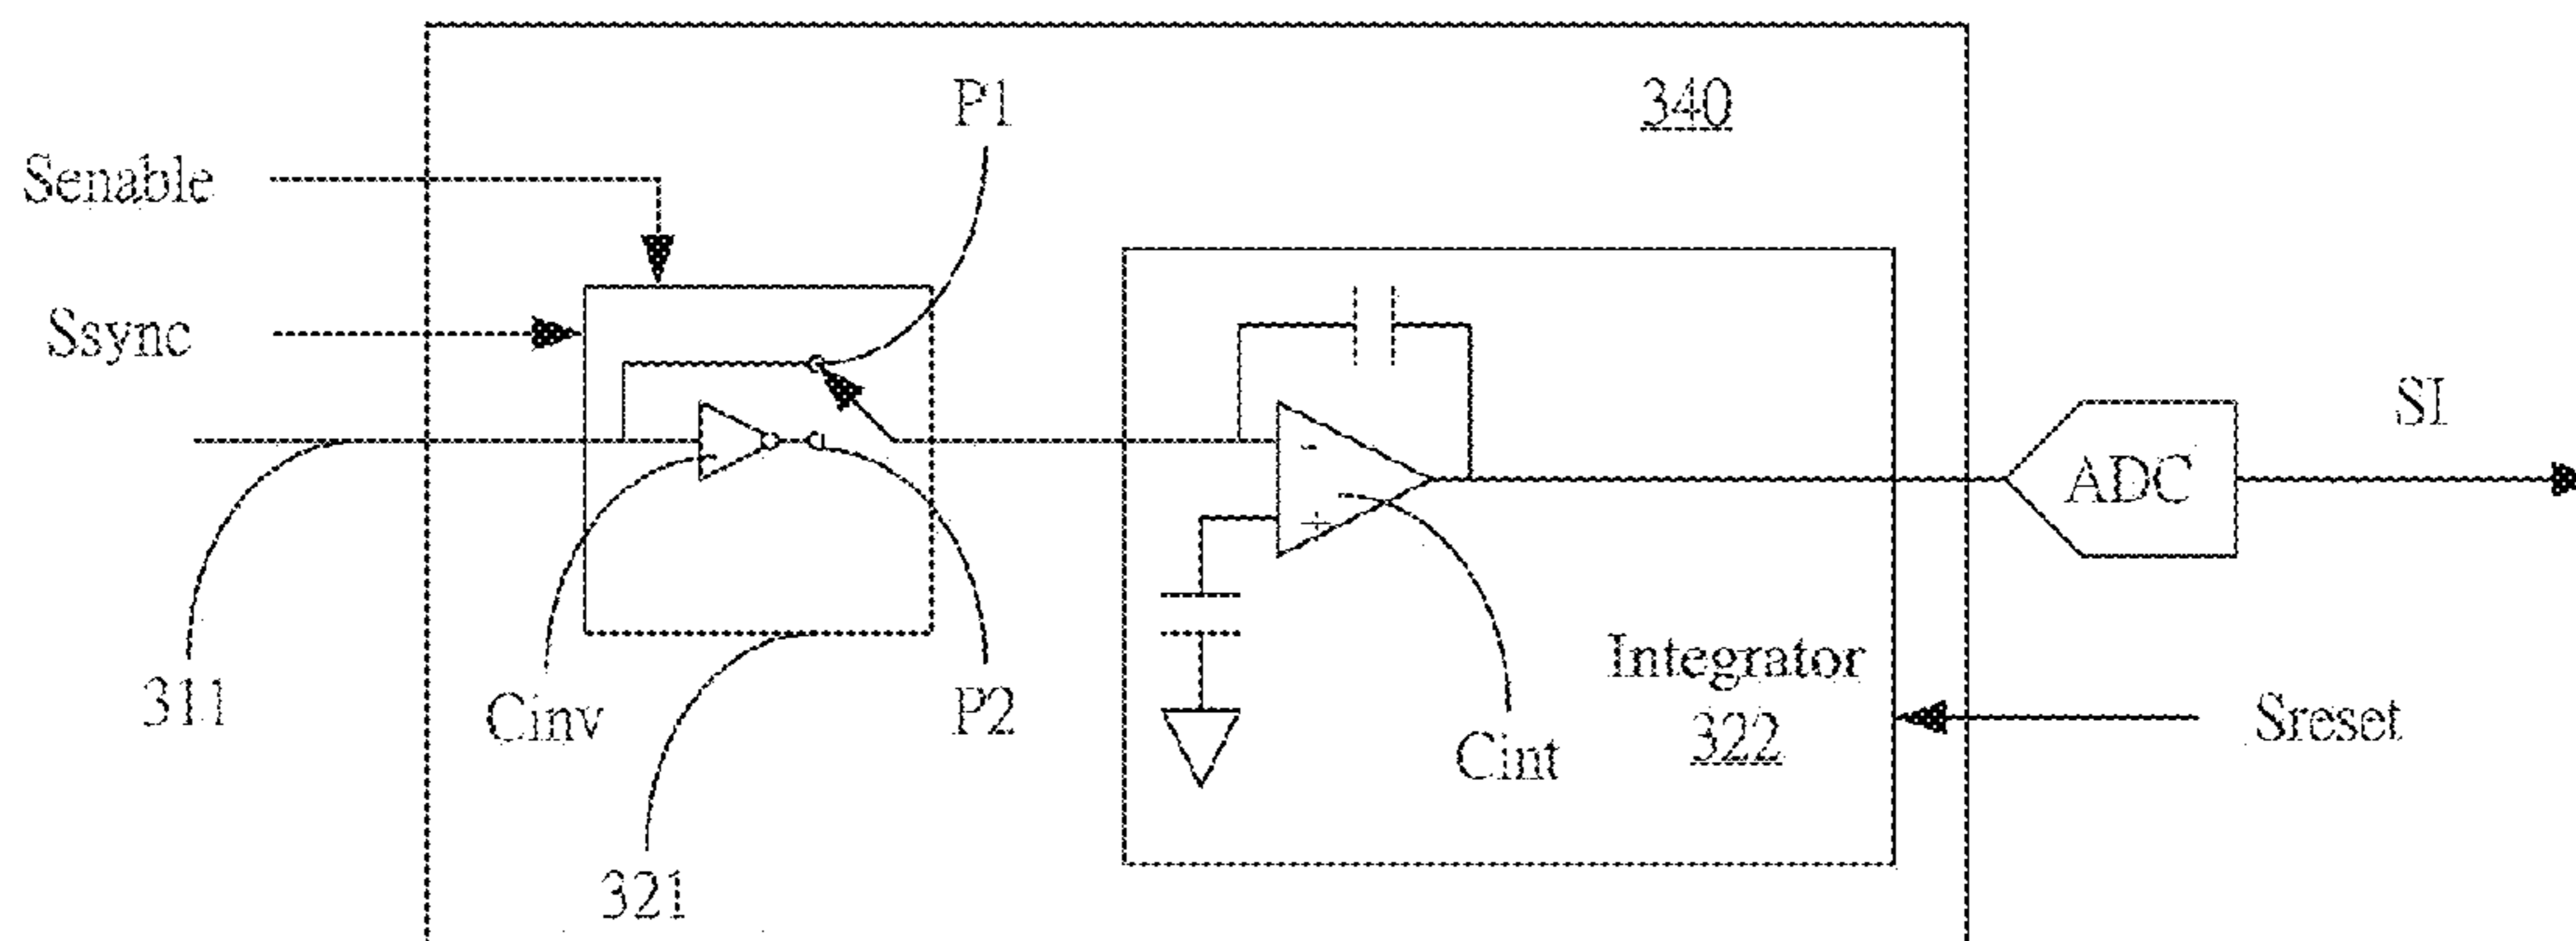 340
P1
Senable
Ssync
SI
-
ADC
+
311
Cinv
P2
Integrator
322
Cint
Sreset
321